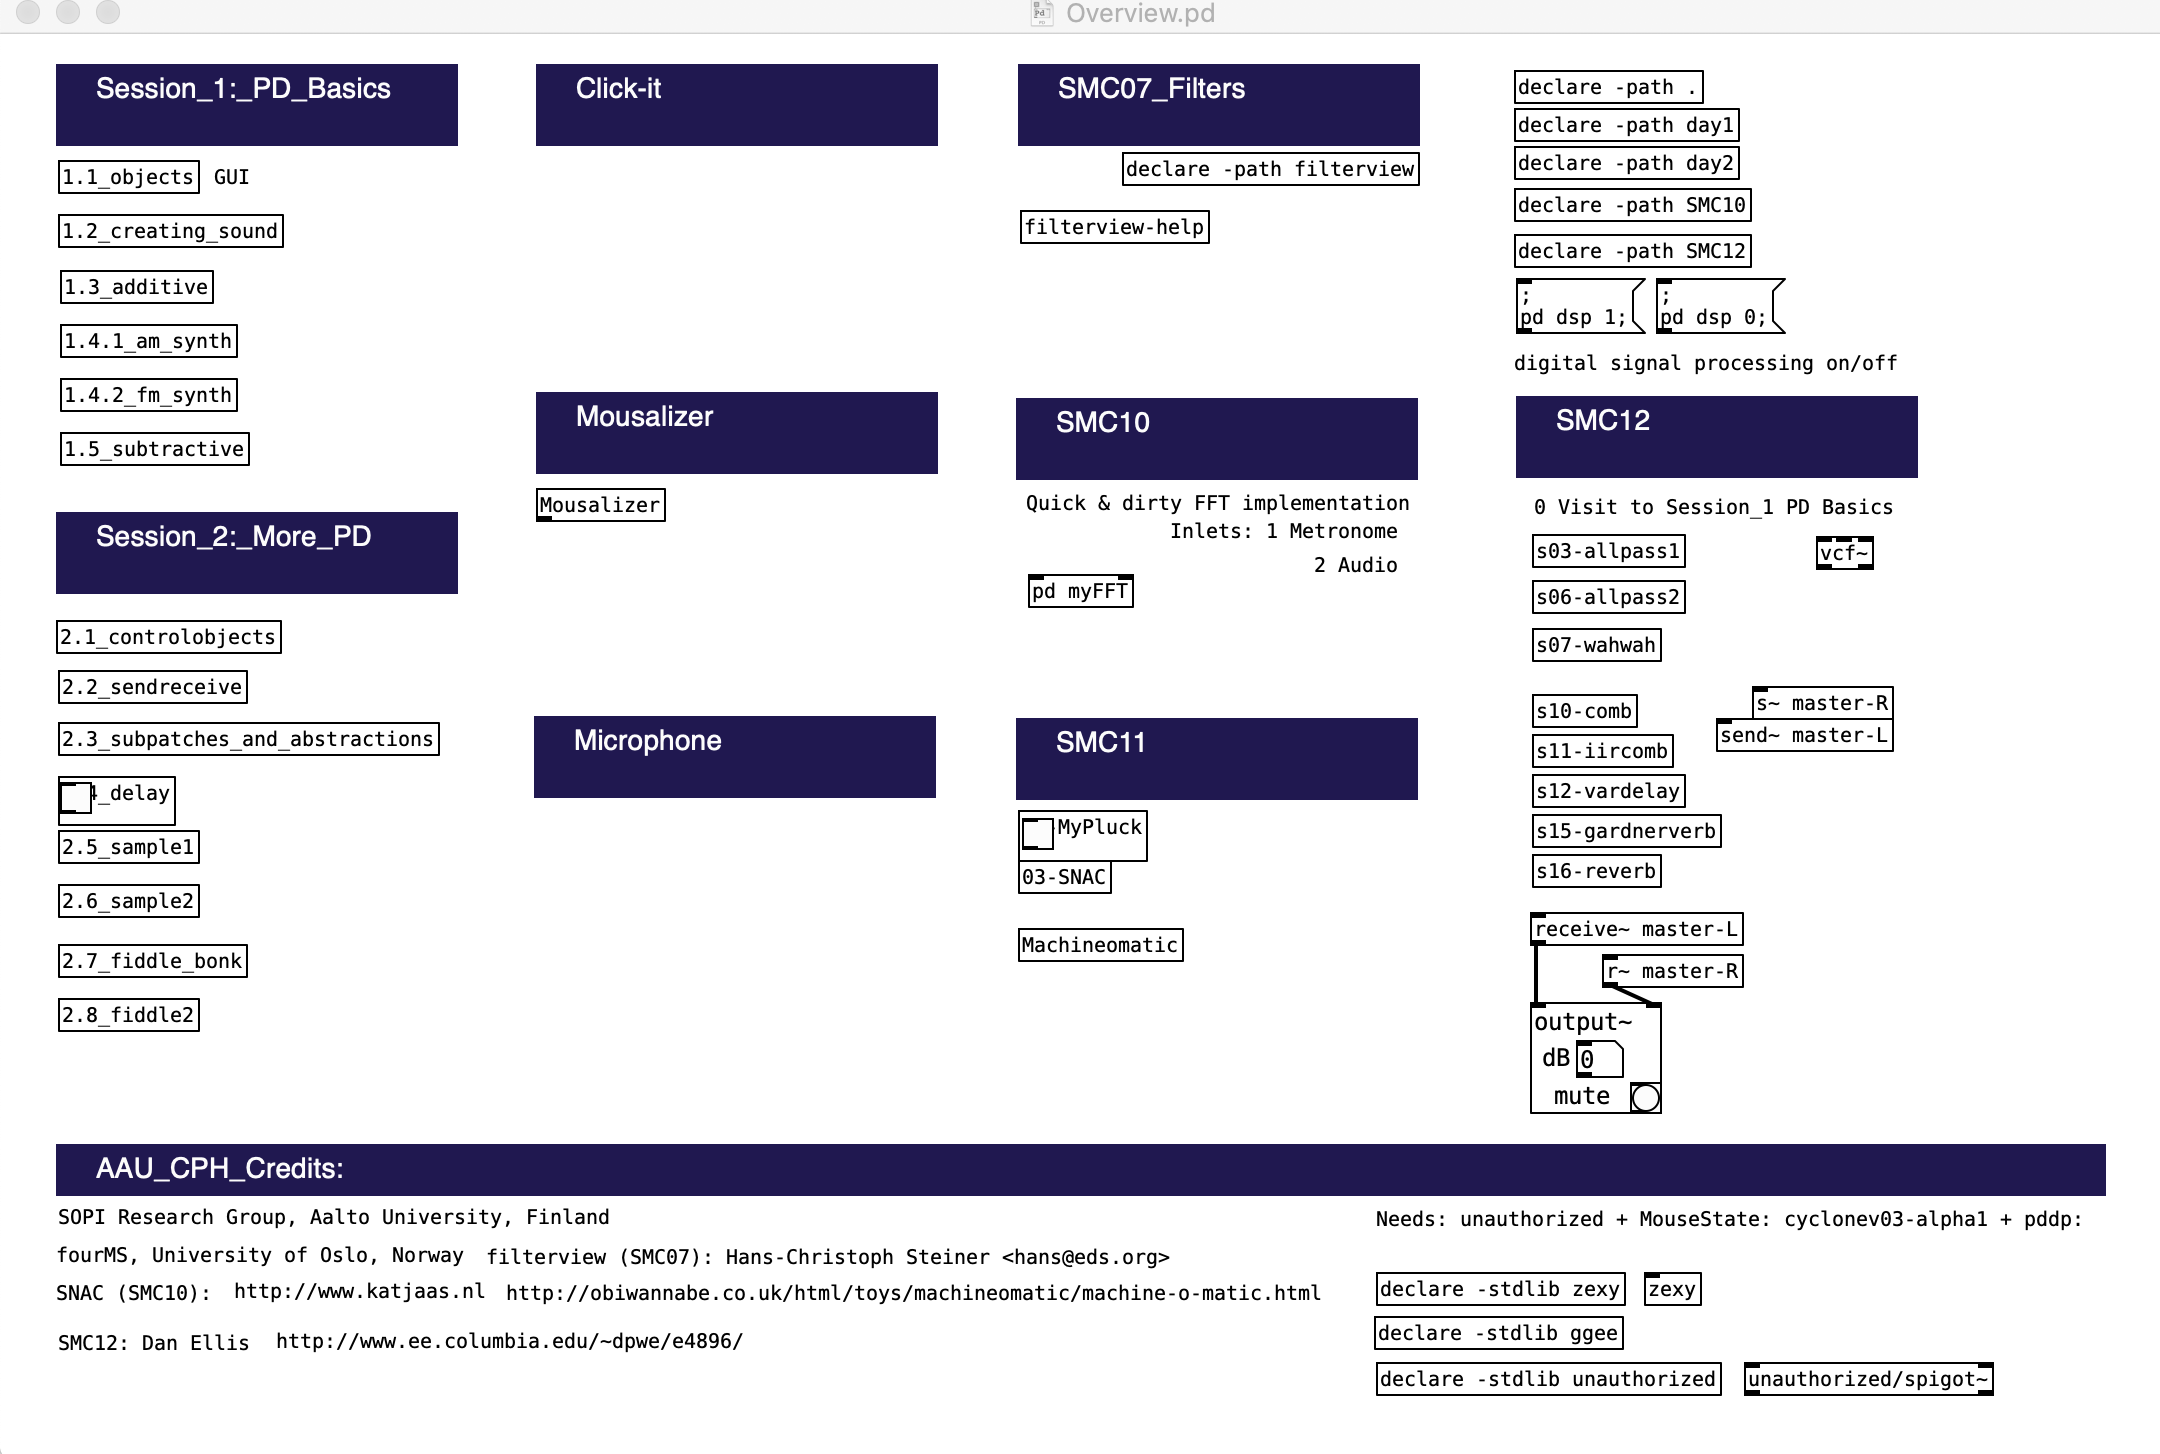 Overview.pd
Session_1:_PD_Basics
1.1_objects GUI
1.2_creating_sound
1.3_additive
1.4.1_am_synth
1.4.2_fm_synth
1.5_subtractive
Session_2:_More_PD
2.1_controlobjects
2.2_sendreceive
2.3_subpatches_and_abstractions
_delay
2.5_sample1
2.6_sample2
2.7_fiddle_bonk
2.8_fiddle2
Click-it
Mousalizer
Mousalizer
Microphone
SMC07_Filters
declare -path filterview
filterview-help
SMC10
Quick & dirty FFT implementation
Inlets: 1 Metronome
2 Audio
pd myFFT
SMC11
MyPluck
03-SNAC
Machineomatic
declare -path .
declare -path day1
declare -path day2
declare -path SMC10
declare -path SMC12
;
pd dsp 1;
;
pd dsp 0;
digital signal processing on/off
SMC12
0 Visit to Session_1 PD Basics
s03-allpass1
vcf~
s06-allpass2
s07-wahwah
s~ master-R
s10-comb
send~ master-L
s11-iircomb
s12-vardelay
s15-gardnerverb
s16-reverb
receive~ master-L
r~ master-R
output~
dB 0
mute
AAU_CPH_Credits:
SOPI Research Group, Aalto University, Finland
fourMS, University of Oslo, Norway filterview (SMC07): Hans-Christoph Steiner <hans@eds.org>
SNAC (SMC10): http://www.katjaas.nl http://obiwannabe.co.uk/html/toys/machineomatic/machine-o-matic.html
SMC12: Dan Ellis http://www.ee.columbia.edu/~dpwe/e4896/
Needs: unauthorized + MouseState: cyclonev03-alpha1 + pddp:
declare -stdlib zexy zexy
declare -stdlib ggee
declare -stdlib unauthorized unauthorized/spigot~